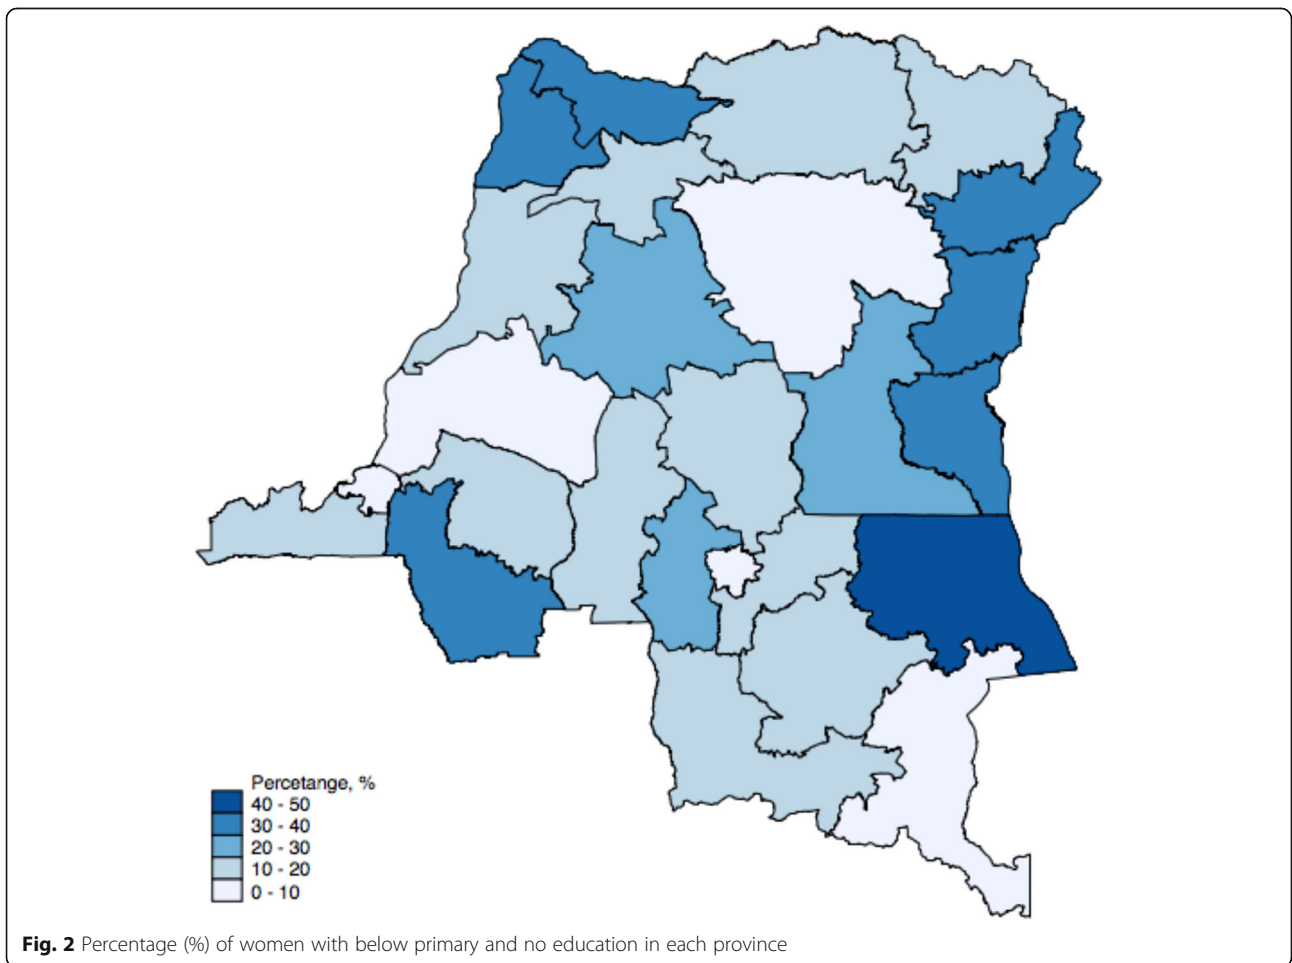 Percetange, %
40 - 50
30 - 40
20 - 30
10 - 20
0 - 10
Fig. 2 Percentage (%) of women with below primary and no education in each province